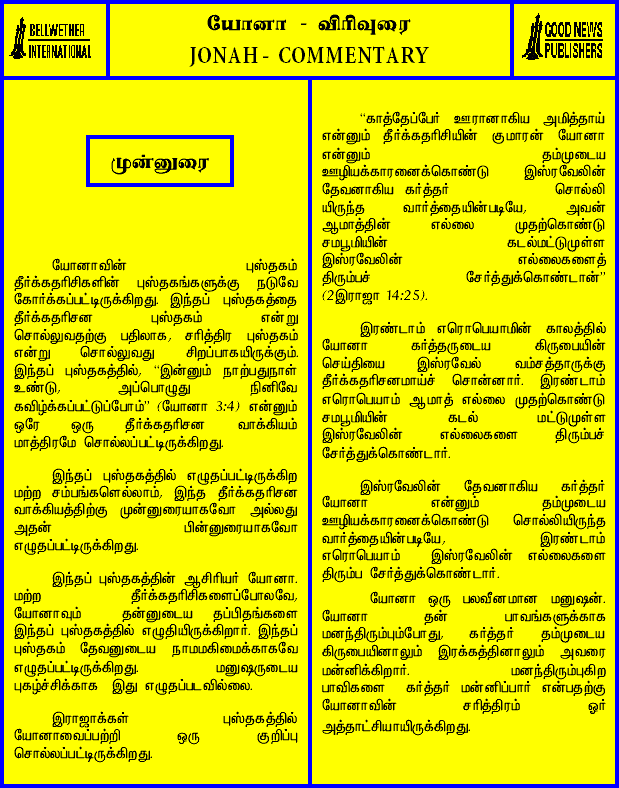 BELLWETHER
INTERNATIONAL
யோனா - விரிவுரை
JONAH - COMMENTARY
GOOD NEWS
PUBLISHERS
முன்னுரை
யோனாவின் புஸ்தகம்
தீர்க்கதரிசிகளின் புஸ்தகங்களுக்கு நடுவே
கோர்க்கப்பட்டிருக்கிறது. இந்தப் புஸ்தகத்தை
தீர்க்கதரிசன புஸ்தகம் என்று
சொல்லுவதற்கு பதிலாக, சரித்திர புஸ்தகம்
என்று சொல்லுவது சிறப்பாகயிருக்கும்.
இந்தப் புஸ்தகத்தில், “இன்னும் நாற்பதுநாள்
உண்டு, அப்பொழுது நினிவே
கவிழ்க்கப்பட்டுப்போம்” (யோனா 3:4) என்னும்
ஒரே ஒரு தீர்க்கதரிசன வாக்கியம்
மாத்திரமே சொல்லப்பட்டிருக்கிறது.
இந்தப் புஸ்தகத்தில் எழுதப்பட்டிருக்கிற
மற்ற சம்பங்களெல்லாம், இந்த தீர்க்கதரிசன
வாக்கியத்திற்கு முன்னுரையாகவோ அல்லது
அதன் பின்னுரையாகவோ
எழுதப்பட்டிருக்கிறது.
இந்தப் புஸ்தகத்தின் ஆசிரியர் யோனா.
மற்ற தீர்க்கதரிசிகளைப்போலவே,
யோனாவும் தன்னுடைய தப்பிதங்களை
இந்தப் புஸ்தகத்தில் எழுதியிருக்கிறார். இந்தப்
புஸ்தகம் தேவனுடைய நாமமகிமைக்காகவே
எழுதப்பட்டிருக்கிறது. மனுஷருடைய
புகழ்ச்சிக்காக இது எழுதப்படவில்லை.
இராஜாக்கள் புஸ்தகத்தில்
யோனாவைப்பற்றி ஒரு குறிப்பு
சொல்லப்பட்டிருக்கிறது.
“காத்தேப்பேர் ஊரானாகிய அமித்தாய்
என்னும் தீர்க்கதரிசியின் குமாரன் யோனா
என்னும் தம்முடைய
ஊழியக்காரனைக்கொண்டு இஸ்ரவேலின்
தேவனாகிய கர்த்தர் சொல்லி
யிருந்த வார்த்தையின்படியே, அவன்
ஆமாத்தின் எல்லை முதற்கொண்டு
சமபூமியின் கடல்மட்டுமுள்ள
இஸ்ரவேலின் எல்லைகளைத்
திரும்பச் சேர்த்துக்கொண்டான்”
(2இராஜா 14:25).
இரண்டாம் எரொபெயாமின் காலத்தில்
யோனா கர்த்தருடைய கிருபையின்
செய்தியை இஸ்ரவேல் வம்சத்தாருக்கு
தீர்க்கதரிசனமாய்ச் சொன்னார். இரண்டாம்
எரொபெயாம் ஆமாத் எல்லை முதற்கொண்டு
சமபூமியின் கடல் மட்டுமுள்ள
இஸ்ரவேலின் எல்லைகளை திரும்பச்
சேர்த்துக்கொண்டார்.
இஸ்ரவேலின் தேவனாகிய கர்த்தர்
யோனா என்னும் தம்முடைய
ஊழியக்காரனைக்கொண்டு சொல்லியிருந்த
வார்த்தையின்படியே, இரண்டாம்
எரொபெயாம் இஸ்ரவேலின் எல்லைகளை
திரும்ப சேர்த்துக்கொண்டார்.
யோனா ஒரு பலவீனமான மனுஷன்.
யோனா தன் பாவங்களுக்காக
மனந்திரும்பும்போது, கர்த்தர் தம்முடைய
கிருபையினாலும் இரக்கத்தினாலும் அவரை
மன்னிக்கிறார். மனந்திரும்புகிற
பாவிகளை கர்த்தர் மன்னிப்பார் என்பதற்கு
யோனாவின் சரித்திரம் ஓர்
அத்தாட்சியாயிருக்கிறது.